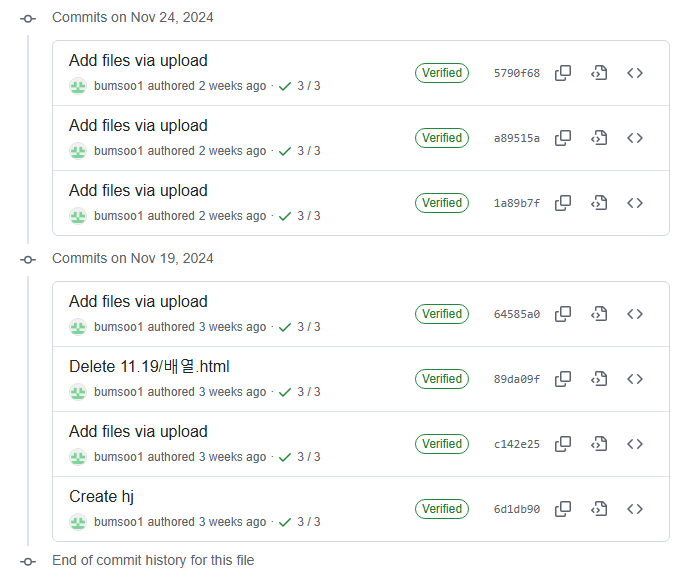 Commits on Nov 24, 2024
Add files via upload
bumsoo1 authored 2 weeks ago · 3 / 3
Verified
5790f68
Add files via upload
bumsoo1 authored 2 weeks ago · 3 / 3
Verified
a89515a
Add files via upload
bumsoo1 authored 2 weeks ago · 3 / 3
Verified
1a89b7f
Commits on Nov 19, 2024
Add files via upload
bumsoo1 authored 3 weeks ago · 3 / 3
Verified
64585a0
Delete 11.19/배열.html
bumsoo1 authored 3 weeks ago · 3 / 3
Verified
89da09f
Add files via upload
bumsoo1 authored 3 weeks ago · 3 / 3
Verified
c142e25
Create hj
bumsoo1 authored 3 weeks ago · 3 / 3
Verified
6d1db90
End of commit history for this file